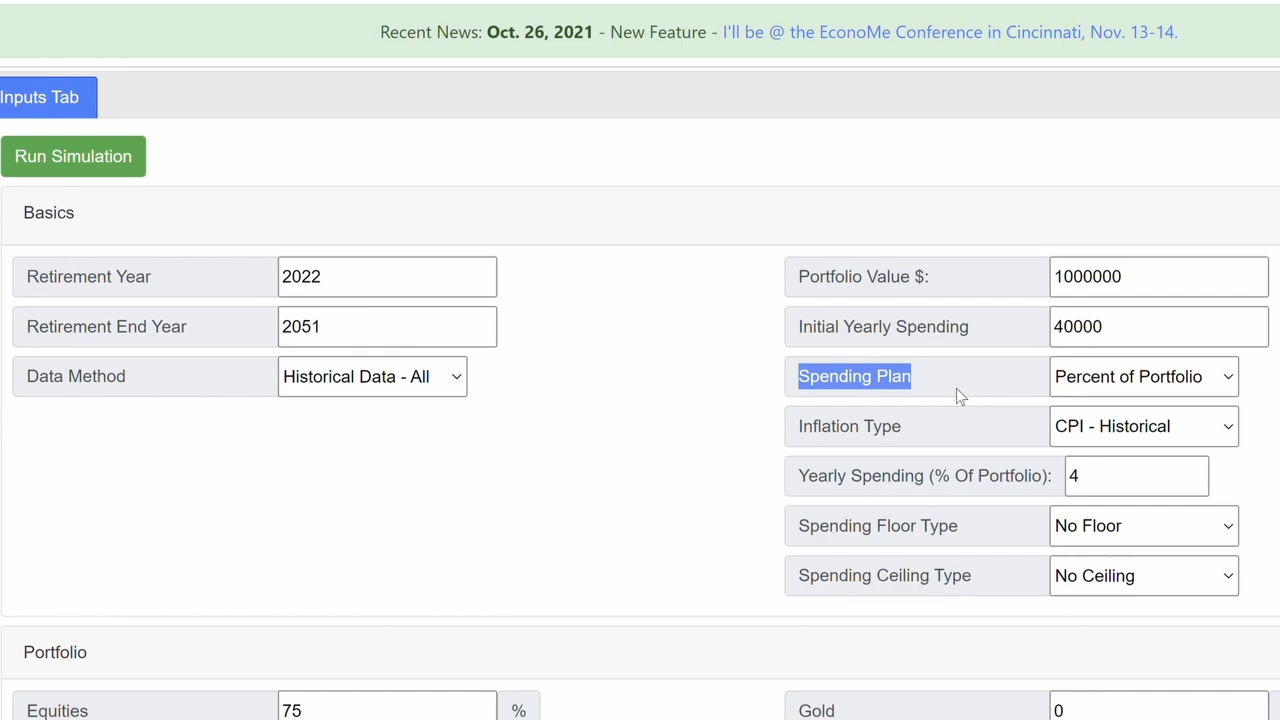 Recent News: Oct. 26, 2021 - New Feature - I'll be @ the EconoMe Conference in Cincinnati, Nov. 13-14.
Inputs Tab
Run Simulation
Basics
Retirement Year 2022
Retirement End Year 2051
Data Method Historical Data - All
Portfolio Value $: 1000000
Initial Yearly Spending 40000
Spending Plan Percent of Portfolio
Inflation Type CPI - Historical
Yearly Spending (% Of Portfolio): 4
Spending Floor Type No Floor
Spending Ceiling Type No Ceiling
Portfolio
Equities 75 %
Gold 0